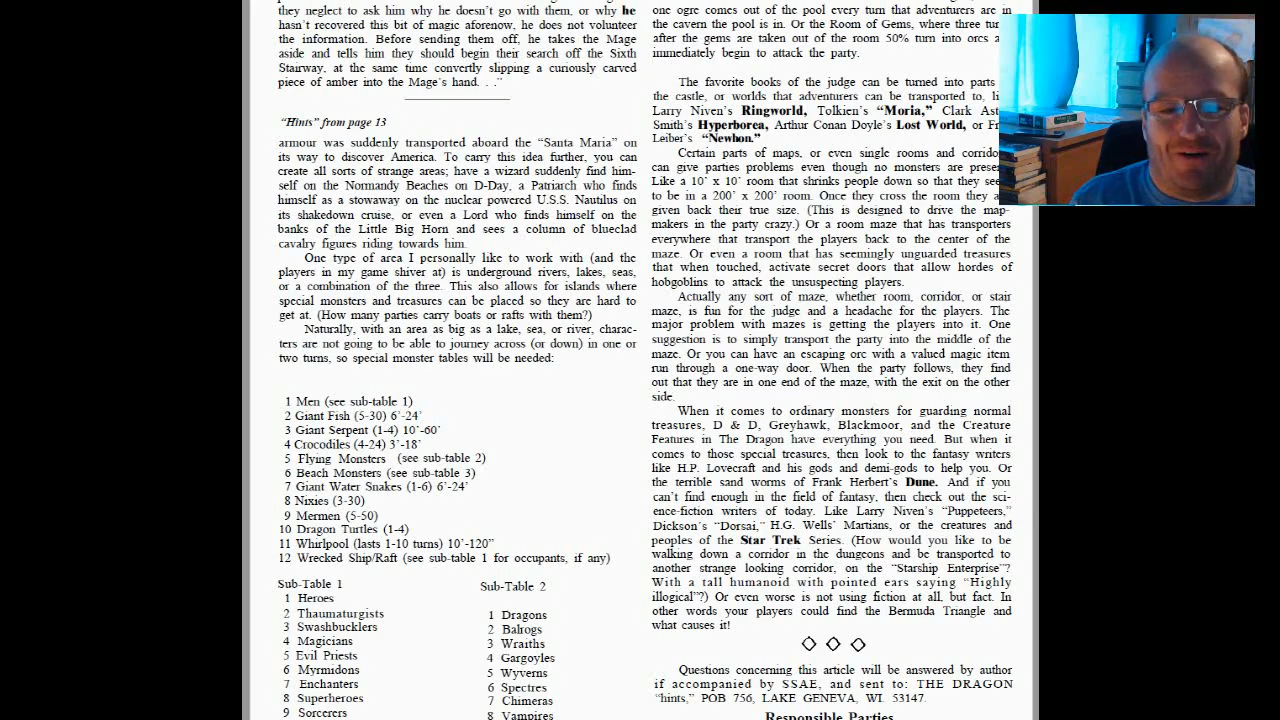 they neglect to ask him why he doesn't go with them, or why he
hasn't recovered this bit of magic aforenow, he does not volunteer
the information. Before sending them off, he takes the Mage
aside and tells him they should begin their search off the Sixth
Stairway, at the same time convertly slipping a curiously carved
piece of amber into the Mage's hand. . ."
"Hints" from page 13
armour was suddenly transported aboard the "Santa Maria" on
its way to discover America. To carry this idea further, you can
create all sorts of strange areas; have a wizard suddenly find him-
self on the Normandy Beaches on D-Day, a Patriarch who finds
himself as a stowaway on the nuclear powered U.S.S. Nautilus on
its shakedown cruise, or even a Lord who finds himself on the
banks of the Little Big Horn and sees a column of blueclad
cavalry figures riding towards him.
One type of area I personally like to work with (and the
players in my game shiver at) is underground rivers, lakes, seas,
or a combination of the three. This also allows for islands where
special monsters and treasures can be placed so they are hard to
get at. (How many parties carry boats or rafts with them?)
Naturally, with an area as big as a lake, sea, or river, charac-
ters are not going to be able to journey across (or down) in one or
two turns, so special monster tables will be needed:
1 Men (see sub-table 1)
2 Giant Fish (5-30) 6'-24'
3 Giant Serpent (1-4) 10'-60'
4 Crocodiles (4-24) 3'-18'
5 Flying Monsters (see sub-table 2)
6 Beach Monsters (see sub-table 3)
7 Giant Water Snakes (1-6) 6'-24'
8 Nixies (3-30)
9 Mermen (5-50)
10 Dragon Turtles (1-4)
11 Whirlpool (lasts 1-10 turns) 10'-120"
12 Wrecked Ship/Raft (see sub-table 1 for occupants, if any)
Sub-Table 1
1 Heroes
2 Thaumaturgists
3 Swashbucklers
4 Magicians
5 Evil Priests
6 Myrmidons
7 Enchanters
8 Superheroes
9 Sorcerers
Sub-Table 2
1 Dragons
2 Balrogs
3 Wraiths
4 Gargoyles
5 Wyverns
6 Spectres
7 Chimeras
8 Vampires
one ogre comes out of the pool every turn that adventurers are in
the cavern the pool is in. Or the Room of Gems, where three tur
after the gems are taken out of the room 50% turn into orcs a
immediately begin to attack the party.
The favorite books of the judge can be turned into parts
the castle, or worlds that adventurers can be transported to, li
Larry Niven's Ringworld, Tolkien's "Moria," Clark Ast
Smith's Hyperborea, Arthur Conan Doyle's Lost World, or Fr
Leiber's "Newhon."
Certain parts of maps, or even single rooms and corrido
can give parties problems even though no monsters are prese
Like a 10' x 10' room that shrinks people down so that they see
to be in a 200' x 200' room. Once they cross the room they a
given back their true size. (This is designed to drive the map-
makers in the party crazy.) Or a room maze that has transporters
everywhere that transport the players back to the center of the
maze. Or even a room that has seemingly unguarded treasures
that when touched, activate secret doors that allow hordes of
hobgoblins to attack the unsuspecting players.
Actually any sort of maze, whether room, corridor, or stair
maze, is fun for the judge and a headache for the players. The
major problem with mazes is getting the players into it. One
suggestion is to simply transport the party into the middle of the
maze. Or you can have an escaping orc with a valued magic item
run through a one-way door. When the party follows, they find
out that they are in one end of the maze, with the exit on the other
side.
When it comes to ordinary monsters for guarding normal
treasures, D & D, Greyhawk, Blackmoor, and the Creature
Features in The Dragon have everything you need. But when it
comes to those special treasures, then look to the fantasy writers
like H.P. Lovecraft and his gods and demi-gods to help you. Or
the terrible sand worms of Frank Herbert's Dune. And if you
can't find enough in the field of fantasy, then check out the sci-
ence-fiction writers of today. Like Larry Niven's "Puppeteers,"
Dickson's "Dorsai," H.G. Wells' Martians, or the creatures and
peoples of the Star Trek Series. (How would you like to be
walking down a corridor in the dungeons and be transported to
another strange looking corridor, on the "Starship Enterprise"?
With a tall humanoid with pointed ears saying "Highly
illogical"?) Or even worse is not using fiction at all, but fact. In
other words your players could find the Bermuda Triangle and
what causes it!
Questions concerning this article will be answered by author
if accompanied by SSAE, and sent to: THE DRAGON
"hints," POB 756, LAKE GENEVA, WI. 53147.
Responsible Parties